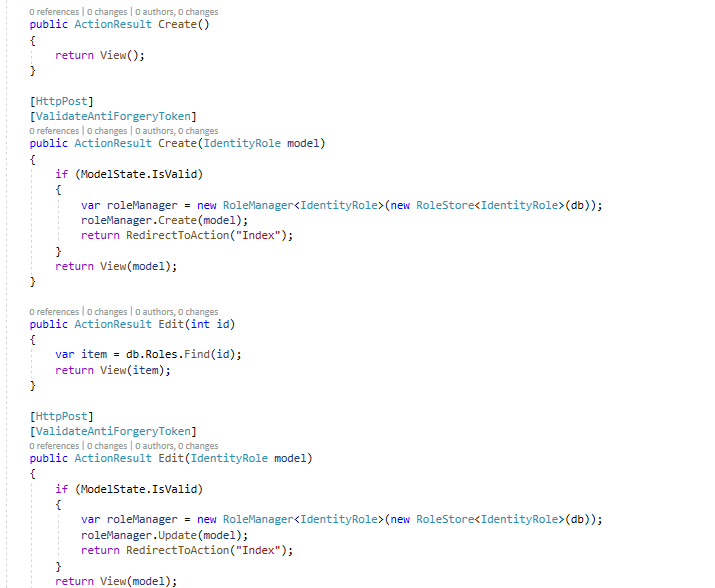 0 references | 0 changes | 0 authors, 0 changes
public ActionResult Create()
{
return View();
}
[HttpPost]
[ValidateAntiForgeryToken]
0 references | 0 changes | 0 authors, 0 changes
public ActionResult Create(IdentityRole model)
{
if (ModelState.IsValid)
{
var roleManager = new RoleManager<IdentityRole>(new RoleStore<IdentityRole>(db));
roleManager.Create(model);
return RedirectToAction("Index");
}
return View(model);
}
0 references | 0 changes | 0 authors, 0 changes
public ActionResult Edit(int id)
{
var item = db.Roles.Find(id);
return View(item);
}
[HttpPost]
[ValidateAntiForgeryToken]
0 references | 0 changes | 0 authors, 0 changes
public ActionResult Edit(IdentityRole model)
{
if (ModelState.IsValid)
{
var roleManager = new RoleManager<IdentityRole>(new RoleStore<IdentityRole>(db));
roleManager.Update(model);
return RedirectToAction("Index");
}
return View(model);